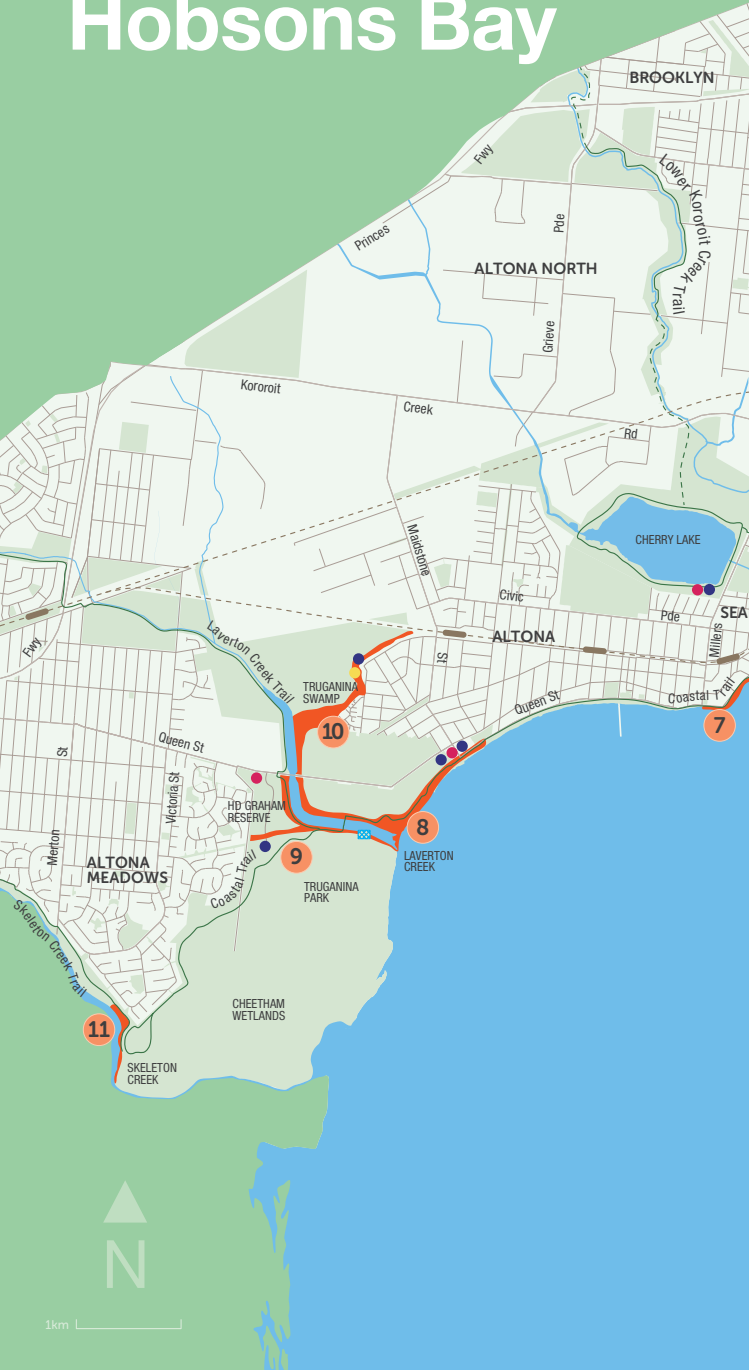 Hobsons Bay
BROOKLYN
Fwy
Lower Kororoit Creek Trail
Princes
Pde
ALTONA NORTH
Grieve
Kororoit
Creek
Rd
Maidstone
CHERRY LAKE
Civic
Pde
SEA
Millers
ALTONA
St
Fwy
Laverton Creek Trail
TRUGANINA
SWAMP
Queen St
Coastal Trail
7
10
Queen St
St
Victoria St
HD GRAHAM
RESERVE
8
Merton
9
LAVERTON
CREEK
ALTONA
MEADOWS
Coastal Trail
TRUGANINA
PARK
Skeleton Creek Trail
CHEETHAM
WETLANDS
11
SKELETON
CREEK
N
1km